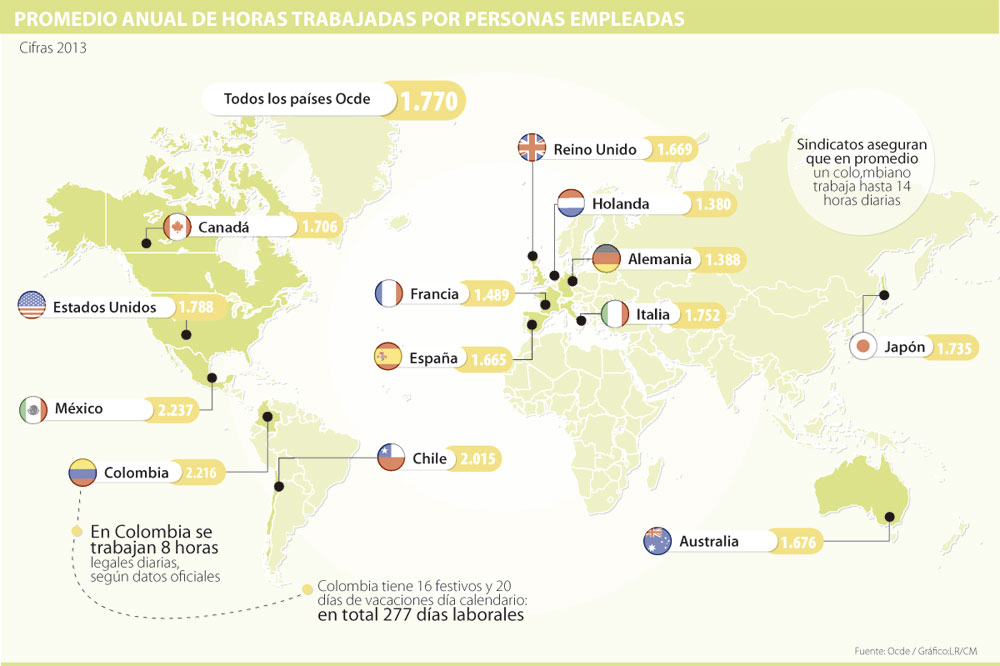 PROMEDIO ANUAL DE HORAS TRABAJADAS POR PERSONAS EMPLEADAS
Cifras 2013
Todos los países Ocde 1.770
Reino Unido 1.669
Sindicatos aseguran
que en promedio
un colo,mbiano
trabaja hasta 14
horas diarias
Holanda 1.380
Canadá 1.706
Alemania 1.388
Francia 1.489
Estados Unidos 1.788
Italia 1.752
España 1.665
Japón 1.735
México 2.237
Colombia 2.216
Chile 2.015
Australia 1.676
En Colombia se
trabajan 8 horas
legales diarias,
según datos oficiales
Colombia tiene 16 festivos y 20
días de vacaciones día calendario:
en total 277 días laborales
Fuente: Ocde / Gráfico:LR/CM